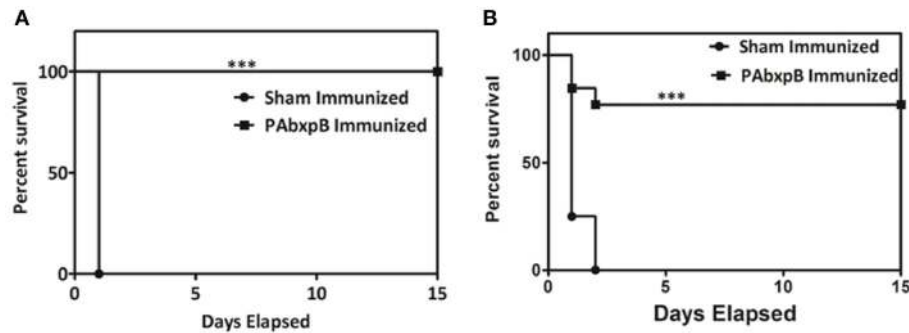 A
100
50
0
Percent survival
***
Sham Immunized
PAbxpB Immunized
0 5 10 15
Days Elapsed
B
100
50
0
Percent survival
Sham Immunized
PAbxpB Immunized
***
0 5 10 15
Days Elapsed